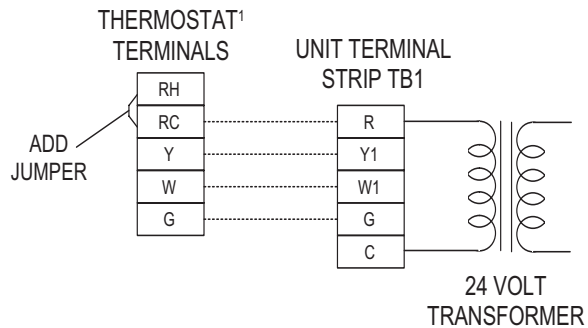 THERMOSTAT¹
TERMINALS
UNIT TERMINAL
STRIP TB1
RH
RC
Y
W
G
ADD
JUMPER
R
Y1
W1
G
C
24 VOLT
TRANSFORMER